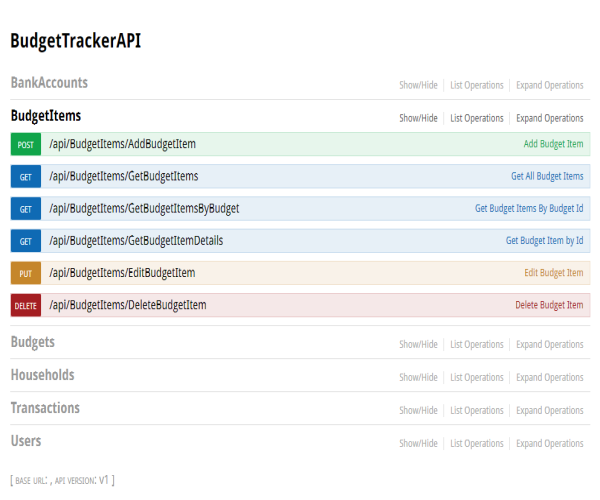 BudgetTrackerAPI
BankAccounts Show/Hide List Operations Expand Operations
BudgetItems Show/Hide List Operations Expand Operations
POST /api/BudgetItems/AddBudgetItem Add Budget Item
GET /api/BudgetItems/GetBudgetItems Get All Budget Items
GET /api/BudgetItems/GetBudgetItemsByBudget Get Budget Items By Budget Id
GET /api/BudgetItems/GetBudgetItemDetails Get Budget Item by Id
PUT /api/BudgetItems/EditBudgetItem Edit Budget Item
DELETE /api/BudgetItems/DeleteBudgetItem Delete Budget Item
Budgets Show/Hide List Operations Expand Operations
Households Show/Hide List Operations Expand Operations
Transactions Show/Hide List Operations Expand Operations
Users Show/Hide List Operations Expand Operations
[ BASE URL: , API VERSION: V1 ]